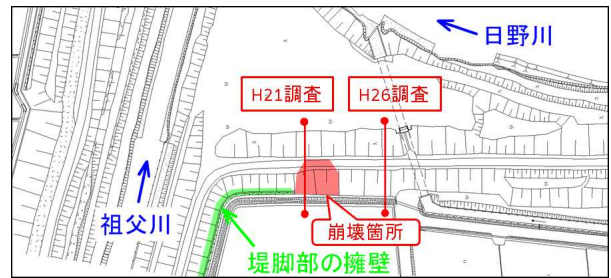 日野川
H21調査
H26調査
祖父川
崩壊箇所
堤脚部の擁壁